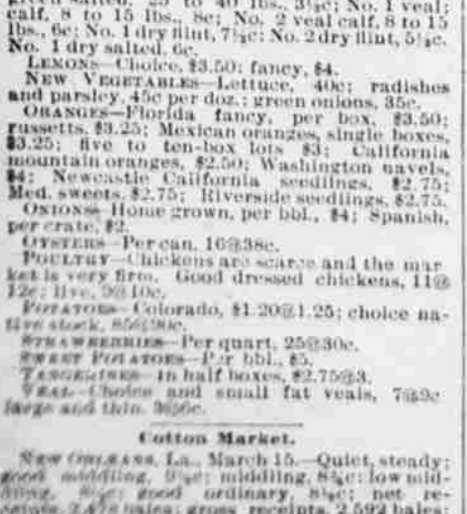 green salted, 25 to 40 lbs., 3½c; No. 1 veal;
calf, 8 to 15 lbs., 8c; No. 2 veal calf, 8 to 15
lbs., 6c; No. 1 dry flint, 7½c; No. 2 dry flint, 5½c.
No. 1 dry salted, 6c.
LEMONS—Choice, $3.50; fancy, $4.
NEW VEGETABLES—Lettuce, 40c; radishes
and parsley, 45c per doz.; green onions, 35c.
ORANGES—Florida fancy, per box, $3.50;
russetts, $3.25; Mexican oranges, single boxes,
$3.25; five to ten-box lots $3; California
mountain oranges, $2.50; Washington navels,
$4; Newcastle California seedlings, $2.75;
Med. sweets, $2.75; Riverside seedlings, $2.75.
ONIONS—Home grown, per bbl., $4; Spanish,
per crate, $2.
OYSTERS—Per can, 16@38c.
POULTRY—Chickens are scarce and the mar
ket is very firm. Good dressed chickens, 11@
12c; live, 9@10c.
POTATOES—Colorado, $1.20@1.25; choice na-
tive stock,
STRAWBERRIES—Per quart, 25@30c.
SWEET POTATOES—Per bbl., $5.
TANGERINES—In half boxes, $2.75@3.
VEAL—Choice and small fat veals, 7@9c
large and thin,
Cotton Market.
NEW ORLEANS, La., March 15.—Quiet, steady;
good middling, middling, low mid-
dling, good ordinary, net re-
ceipts, bales; gross receipts, 2,592 bales;